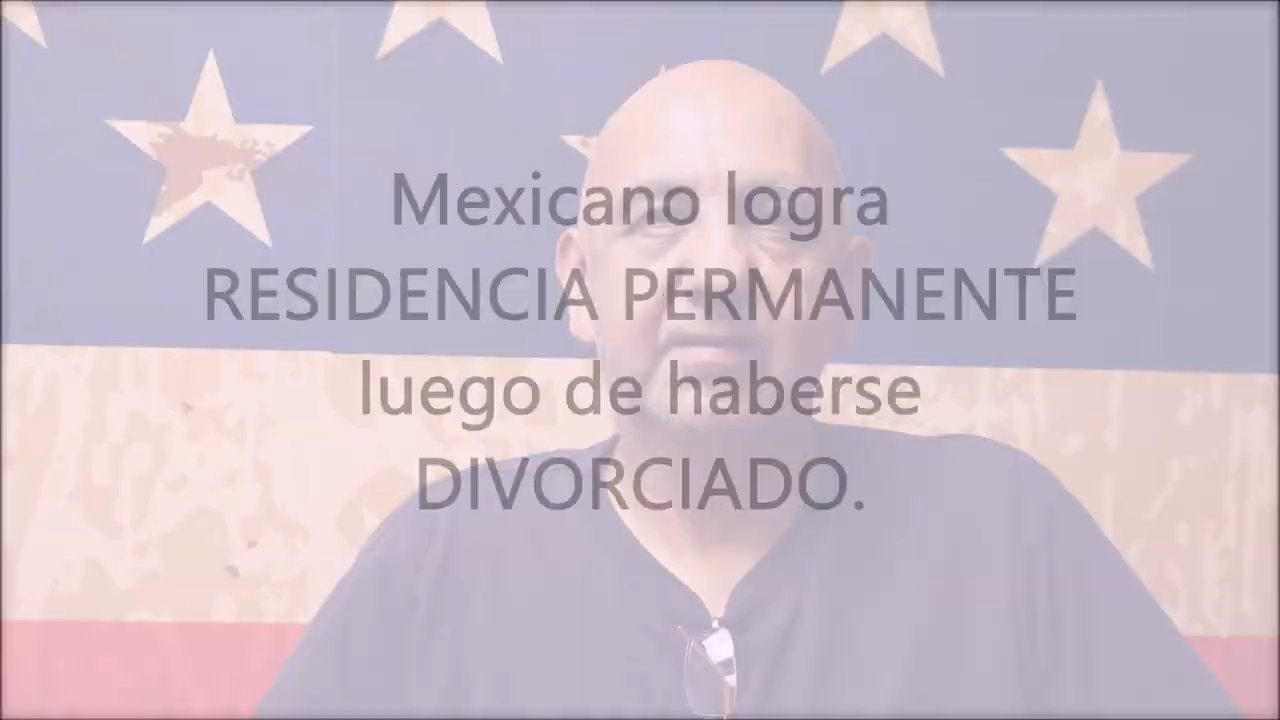 Mexicano logra
RESIDENCIA PERMANENTE
luego de haberse
DIVORCIADO.